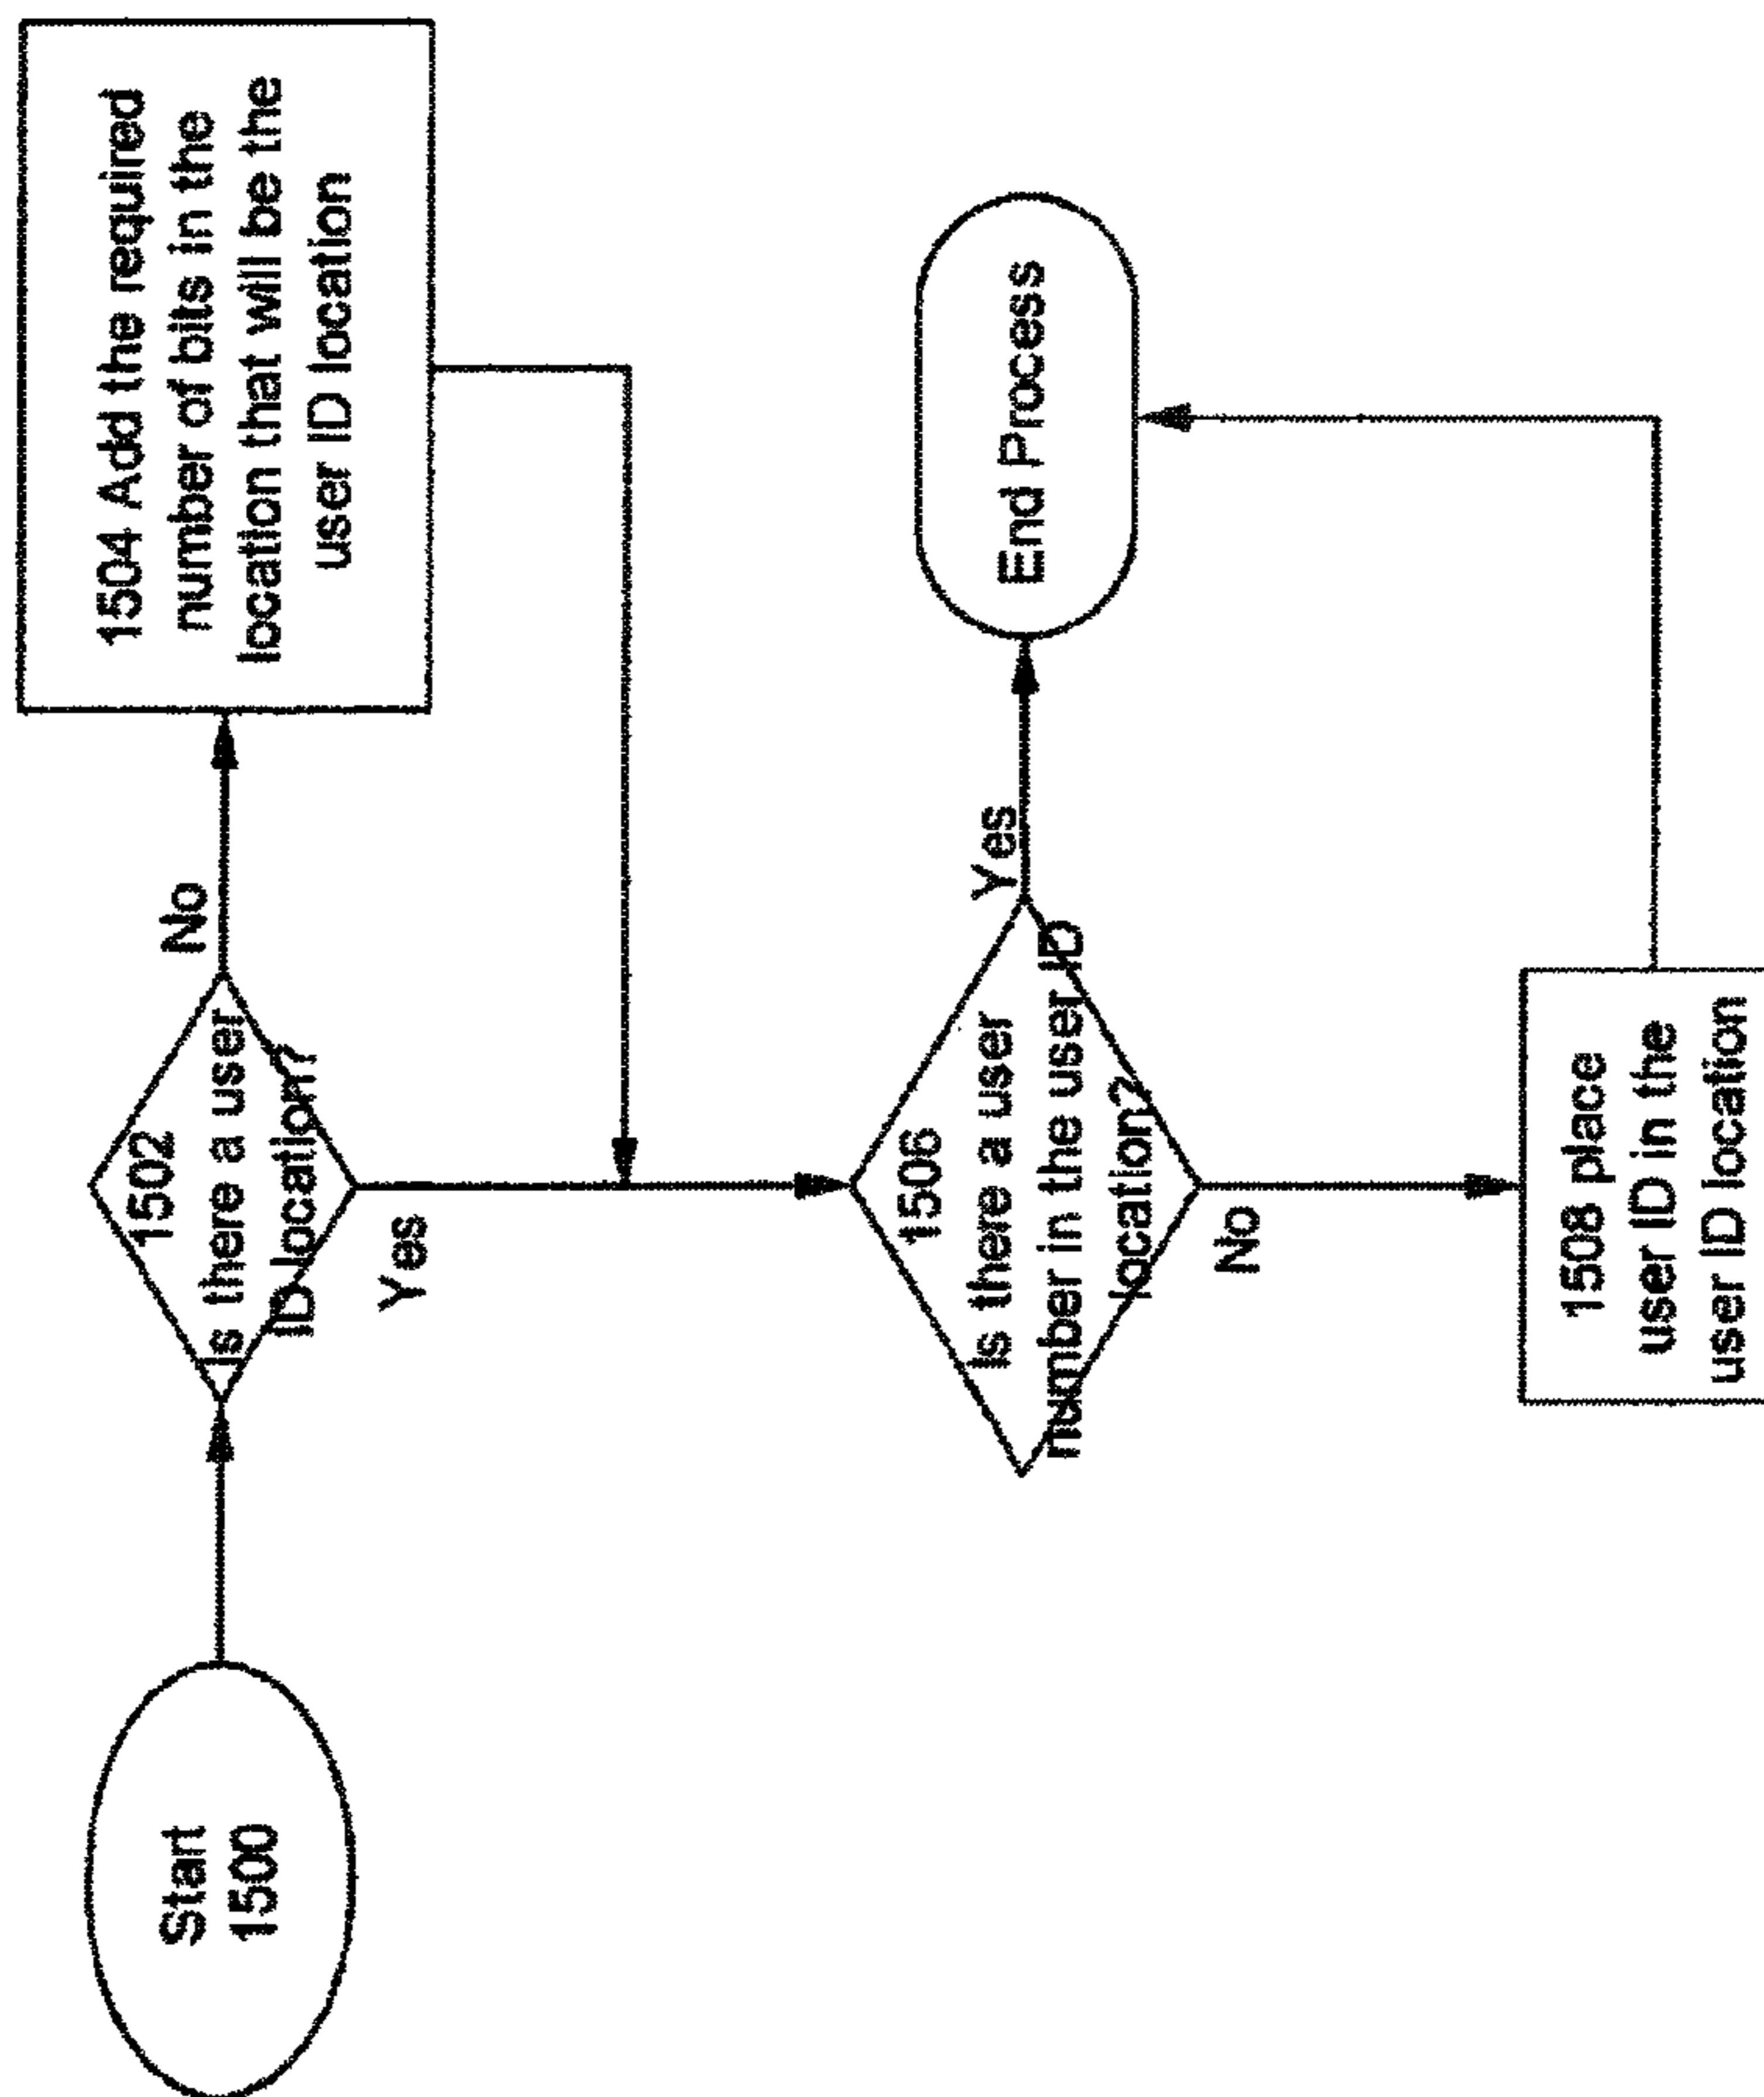 Start
1500
1502
Is there a user
ID location?
No
Yes
1504 Add the required
number of bits in the
location that will be the
user ID location
1506
Is there a user
number in the user ID
location?
Yes
No
End Process
1508 place
user ID in the
user ID location